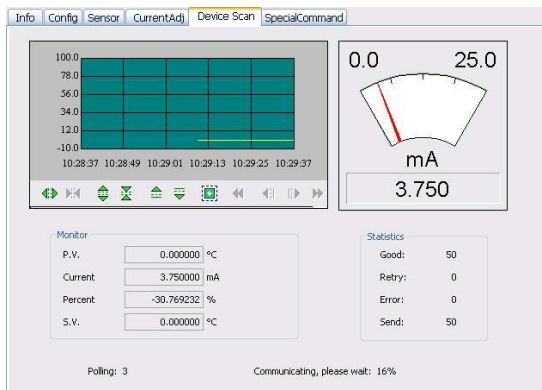 Info Config Sensor CurrentAdj Device Scan SpecialCommand
100.0
78.0
56.0
34.0
12.0
-10.0
10:28:37 10:28:49 10:29:01 10:29:13 10:29:25 10:29:37
0.0 25.0
mA
3.750
Monitor
P.V. 0.000000 °C
Current 3.750000 mA
Percent -30.769232 %
S.V. 0.000000 °C
Statistics
Good: 50
Retry: 0
Error: 0
Send: 50
Polling: 3 Communicating, please wait: 16%